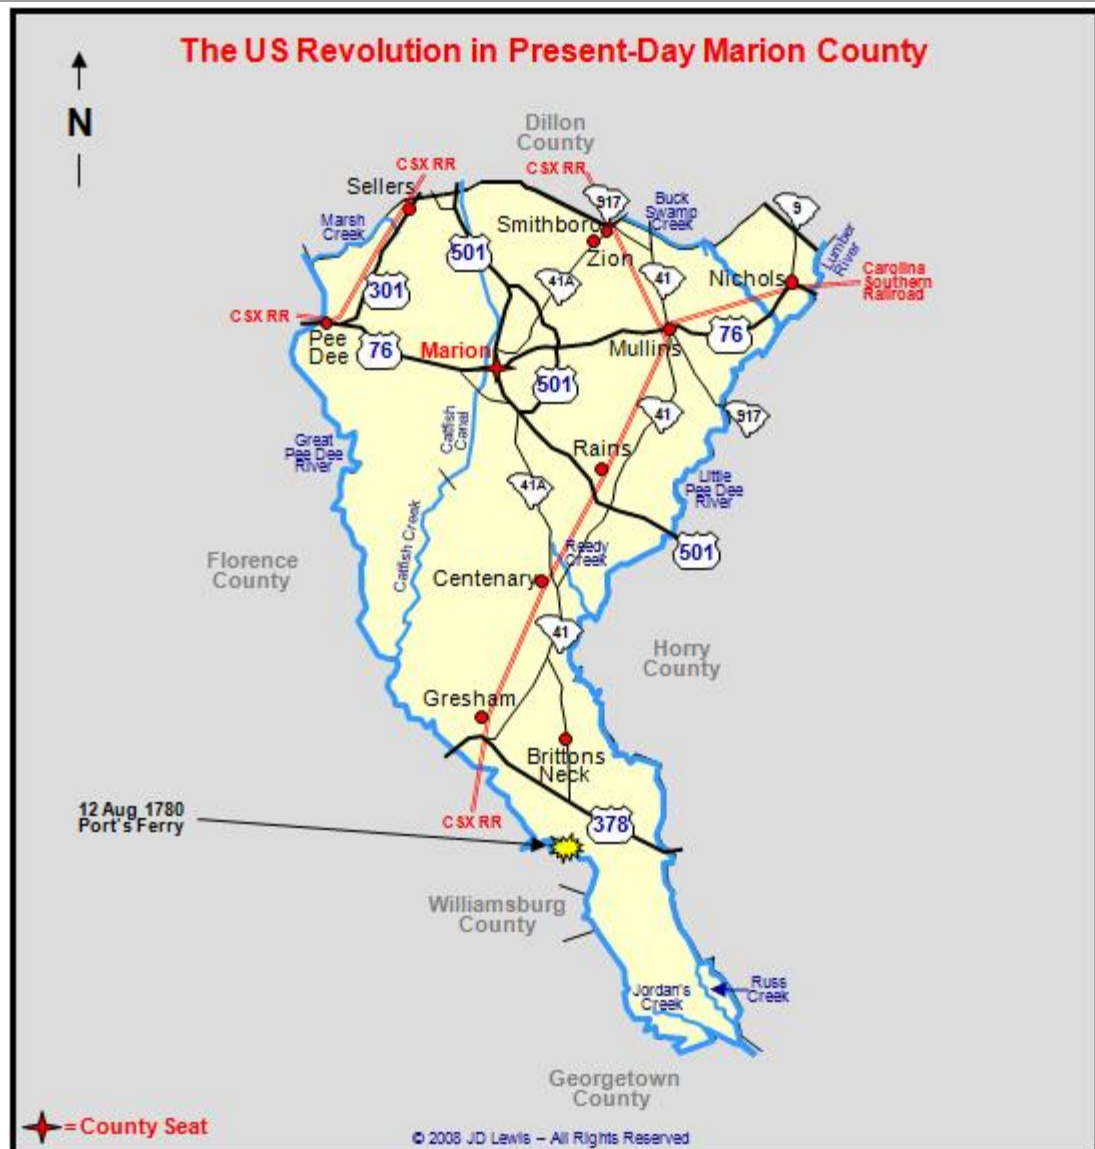 The US Revolution in Present-Day Marion County
N
Dillon
County
CSX RR
CSX RR
Sellers
917
Buck
Swamp
Creek
9
Marsh
Creek
Smithboro
Zion
501
41
41A
Nichols
Lumber
River
Carolina
Southern
Railroad
301
CSX RR
Pee
Dee
76
Marion
Mullins
76
501
41
917
Catfish
Canal
Great
Pee Dee
River
Rains
41A
Little
Pee Dee
River
Catfish Creek
Reedy
Creek
501
Florence
County
Centenary
41
Horry
County
Gresham
Brittons
Neck
12 Aug 1780
Port's Ferry
CSX RR
378
Williamsburg
County
Jordan's
Creek
Russ
Creek
Georgetown
County
= County Seat
© 2008 JD Lewis – All Rights Reserved